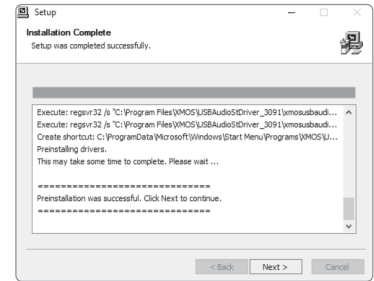 Setup
Installation Complete
Setup was completed successfully.
Execute: regsvr32 /s "C:\Program Files\XMOS\USBAudioStDriver_3091\xmosusbaudi...
Execute: regsvr32 /s "C:\Program Files\XMOS\USBAudioStDriver_3091\xmosusbaudi...
Create shortcut: C:\ProgramData\Microsoft\Windows\Start Menu\Programs\XMOS\U...
Preinstalling drivers.
This may take some time to complete. Please wait ...
==============================
Preinstallation was successful. Click Next to continue.
==============================
< Back Next > Cancel